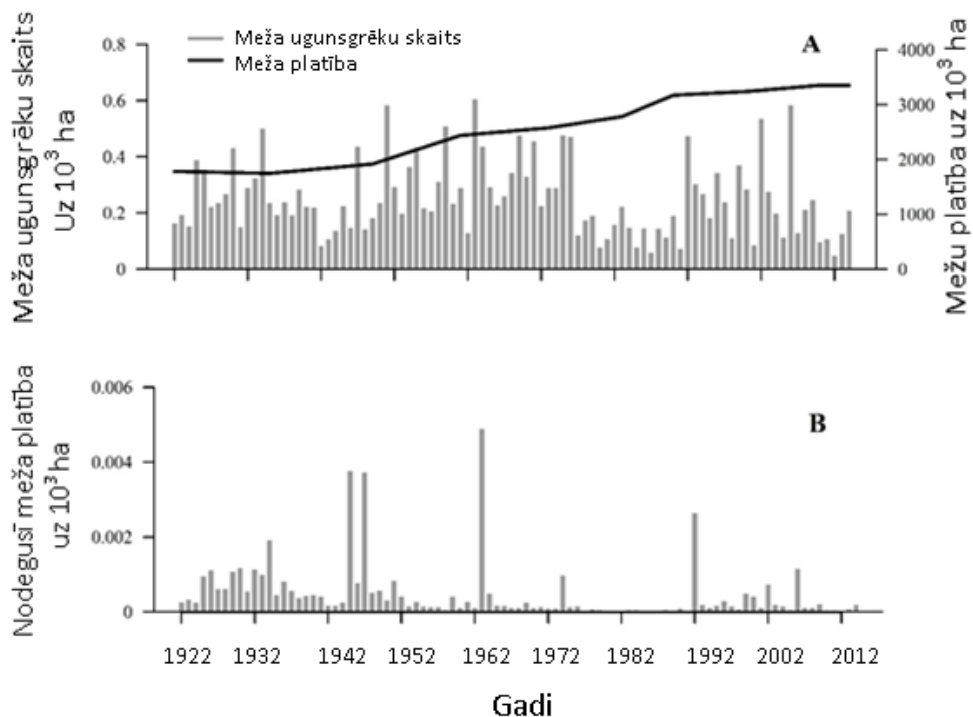 Meža ugunsgrēku skaits
Uz 10³ ha
0.8
0.6
0.4
0.2
0
Meža ugunsgrēku skaits
Meža platība
A
4000
3000
2000
1000
0
Mežu platība uz 10³ ha
Nodegusī meža platība
uz 10³ ha
0.006
0.004
0.002
0
B
1922 1932 1942 1952 1962 1972 1982 1992 2002 2012
Gadi